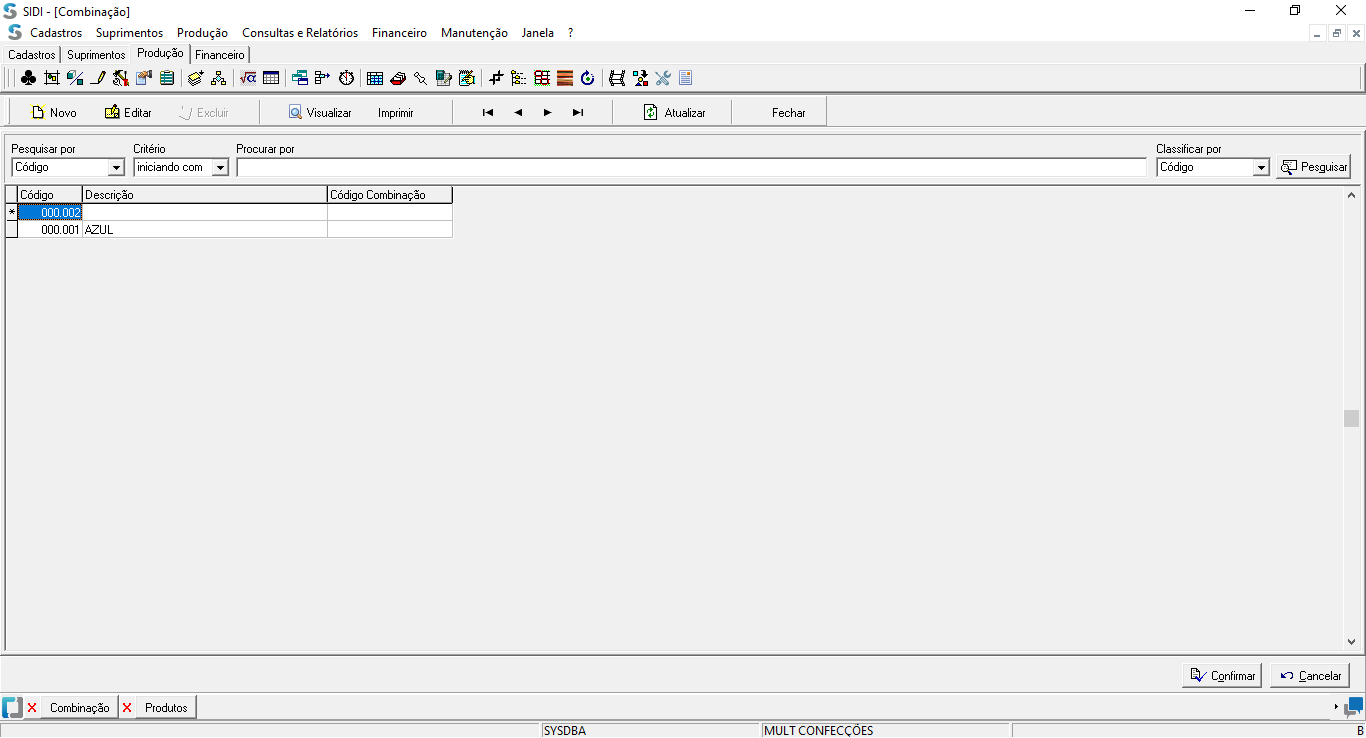 SIDI - [Combinação]
Cadastros Suprimentos Produção Consultas e Relatórios Financeiro Manutenção Janela ?
Cadastros Suprimentos Produção Financeiro
Novo Editar Excluir Visualizar Imprimir Atualizar Fechar
Pesquisar por Critério Procurar por Classificar por
Código iniciando com Código Pesquisar
Código Descrição Código Combinação
* 000.002
000.001 AZUL
Confirmar Cancelar
Combinação Produtos
SYSDBA MULT CONFECÇÕES B